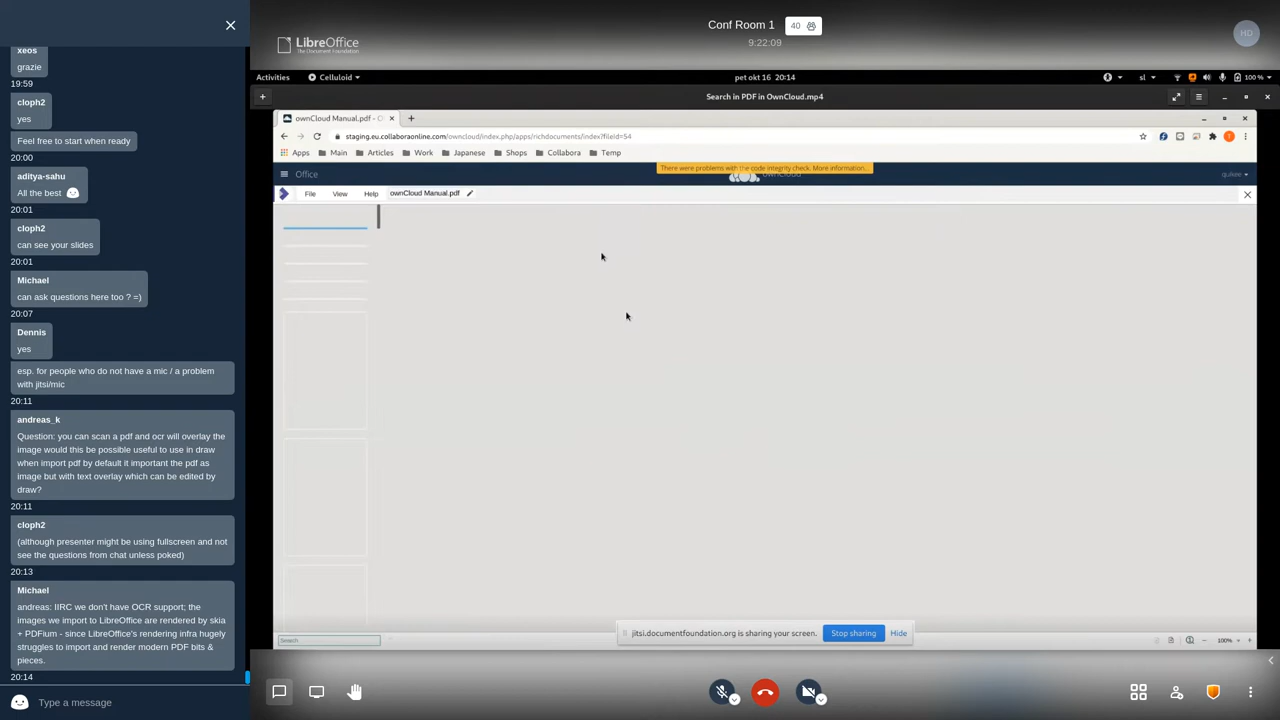 xeos
grazie
19:59
cloph2
yes
Feel free to start when ready
20:00
aditya-sahu
All the best
20:01
cloph2
can see your slides
20:01
Michael
can ask questions here too ? =)
20:07
Dennis
yes
esp. for people who do not have a mic / a problem
with jitsi/mic
20:11
andreas_k
Question: you can scan a pdf and ocr will overlay the
image would this be possible useful to use in draw
when import pdf by default it important the pdf as
image but with text overlay which can be edited by
draw?
20:11
cloph2
(although presenter might be using fullscreen and not
see the questions from chat unless poked)
20:13
Michael
andreas: IIRC we don't have OCR support; the
images we import to LibreOffice are rendered by skia
+ PDFium - since LibreOffice's rendering infra hugely
struggles to import and render modern PDF bits &
pieces.
20:14
Type a message
LibreOffice
The Document Foundation
Conf Room 1
40
9:22:09
HD
Activities
Celluloid
pet okt 16 20:14
sl
100 %
Search in PDF in OwnCloud.mp4
ownCloud Manual.pdf - O
staging.eu.collaboraonline.com/owncloud/index.php/apps/richdocuments/index?fileId=54
Apps
Main
Articles
Work
Japanese
Shops
Collabora
Temp
There were problems with the code integrity check. More information.
Office
ownCloud
quikee
File
View
Help
ownCloud Manual.pdf
Search
100%
jitsi.documentfoundation.org is sharing your screen.
Stop sharing
Hide